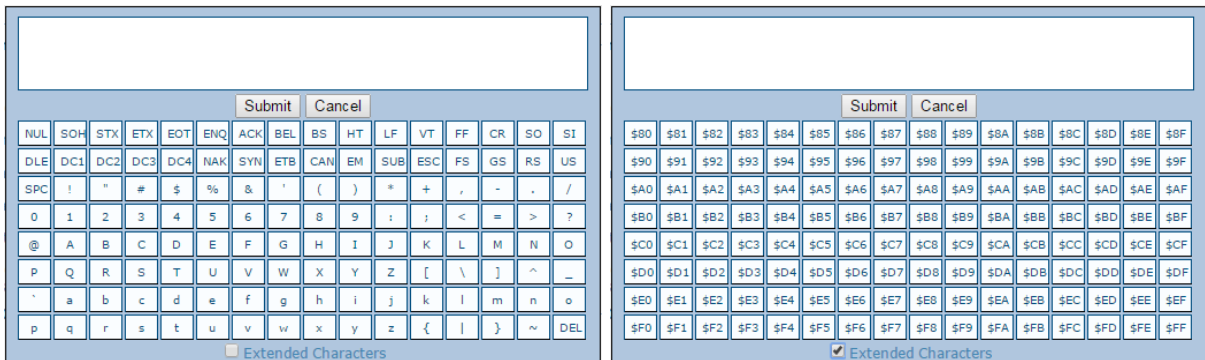 Submit Cancel
NUL SOH STX ETX EOT ENQ ACK BEL BS HT LF VT FF CR SO SI
DLE DC1 DC2 DC3 DC4 NAK SYN ETB CAN EM SUB ESC FS GS RS US
SPC ! " # $ % & ' ( ) * + , - . /
0 1 2 3 4 5 6 7 8 9 : ; < = > ?
@ A B C D E F G H I J K L M N O
P Q R S T U V W X Y Z [ \ ] ^ _
` a b c d e f g h i j k l m n o
p q r s t u v w x y z { | } ~ DEL
Extended Characters
Submit Cancel
$80 $81 $82 $83 $84 $85 $86 $87 $88 $89 $8A $8B $8C $8D $8E $8F
$90 $91 $92 $93 $94 $95 $96 $97 $98 $99 $9A $9B $9C $9D $9E $9F
$A0 $A1 $A2 $A3 $A4 $A5 $A6 $A7 $A8 $A9 $AA $AB $AC $AD $AE $AF
$B0 $B1 $B2 $B3 $B4 $B5 $B6 $B7 $B8 $B9 $BA $BB $BC $BD $BE $BF
$C0 $C1 $C2 $C3 $C4 $C5 $C6 $C7 $C8 $C9 $CA $CB $CC $CD $CE $CF
$D0 $D1 $D2 $D3 $D4 $D5 $D6 $D7 $D8 $D9 $DA $DB $DC $DD $DE $DF
$E0 $E1 $E2 $E3 $E4 $E5 $E6 $E7 $E8 $E9 $EA $EB $EC $ED $EE $EF
$F0 $F1 $F2 $F3 $F4 $F5 $F6 $F7 $F8 $F9 $FA $FB $FC $FD $FE $FF
Extended Characters